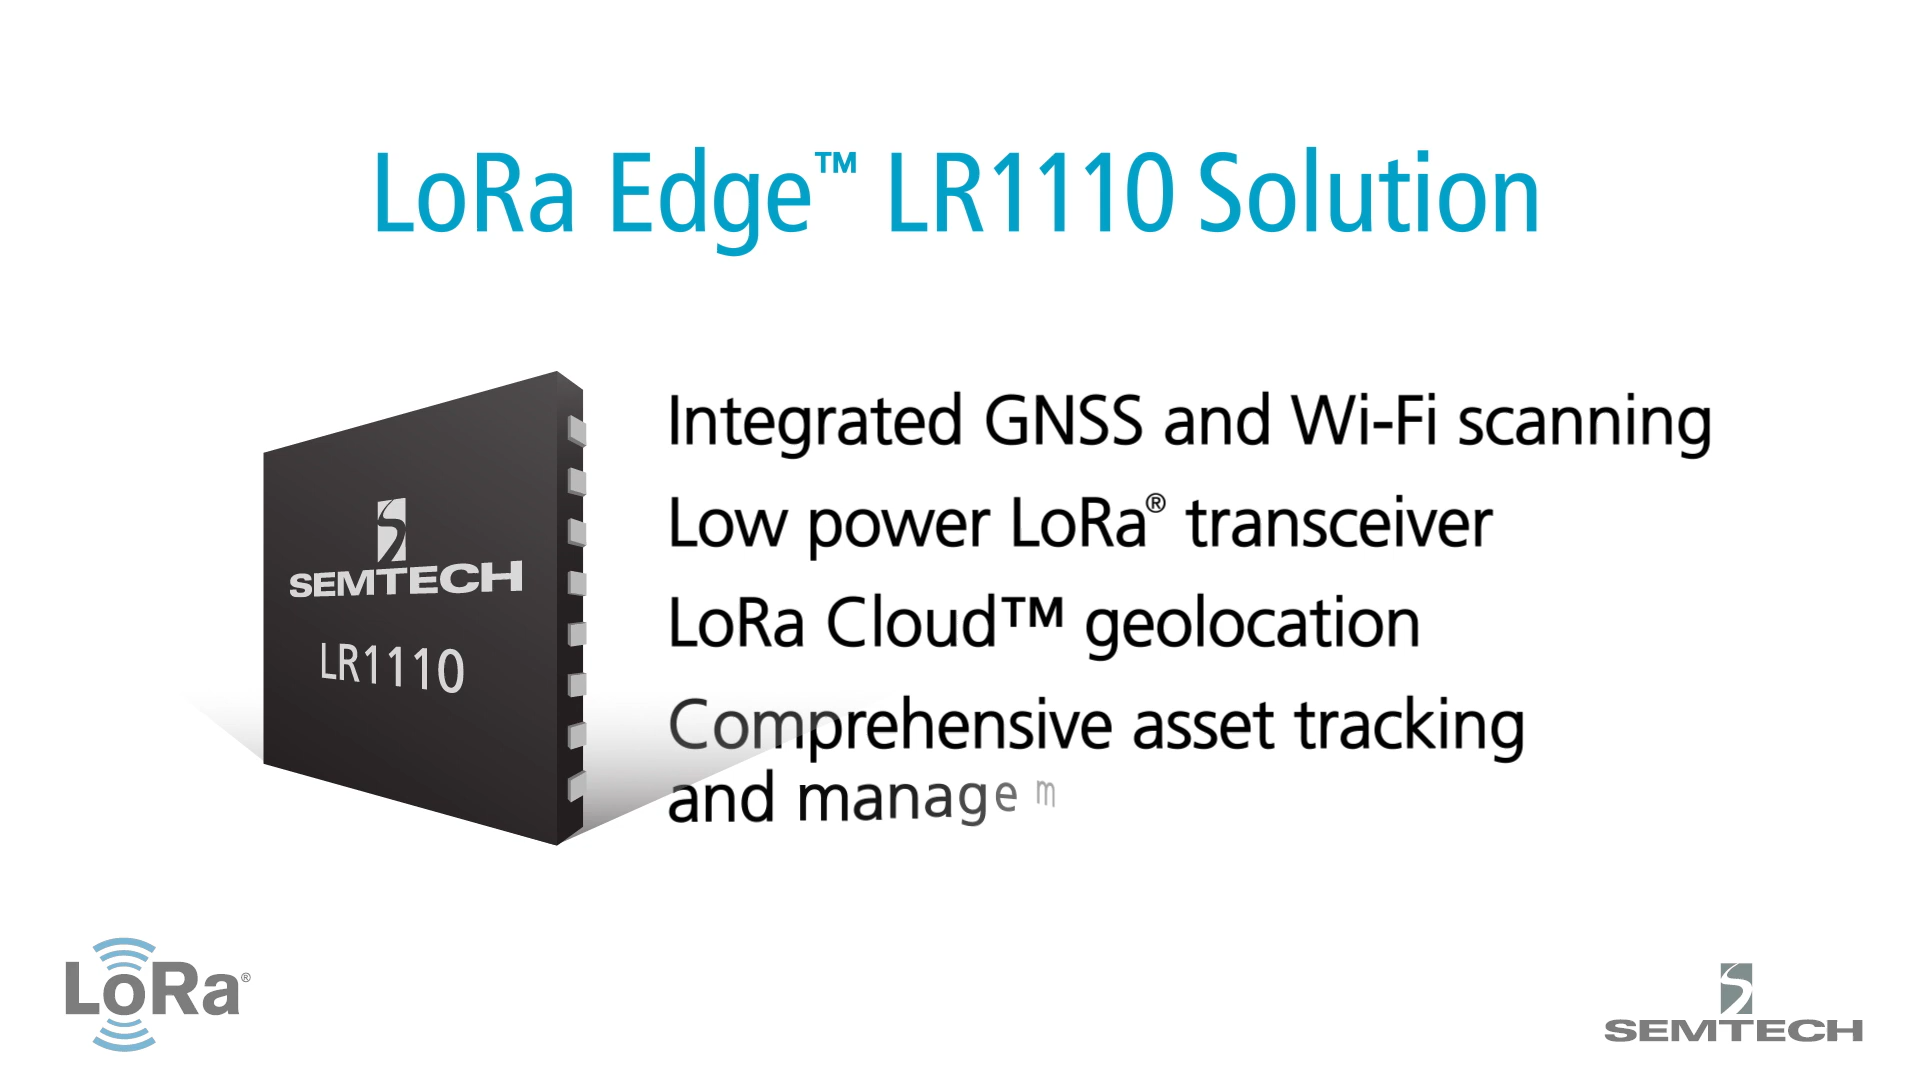 LoRa Edge™ LR1110 Solution
SEMTECH
LR1110
Integrated GNSS and Wi-Fi scanning
Low power LoRa® transceiver
LoRa Cloud™ geolocation
Comprehensive asset tracking
and managem
LoRa®
SEMTECH